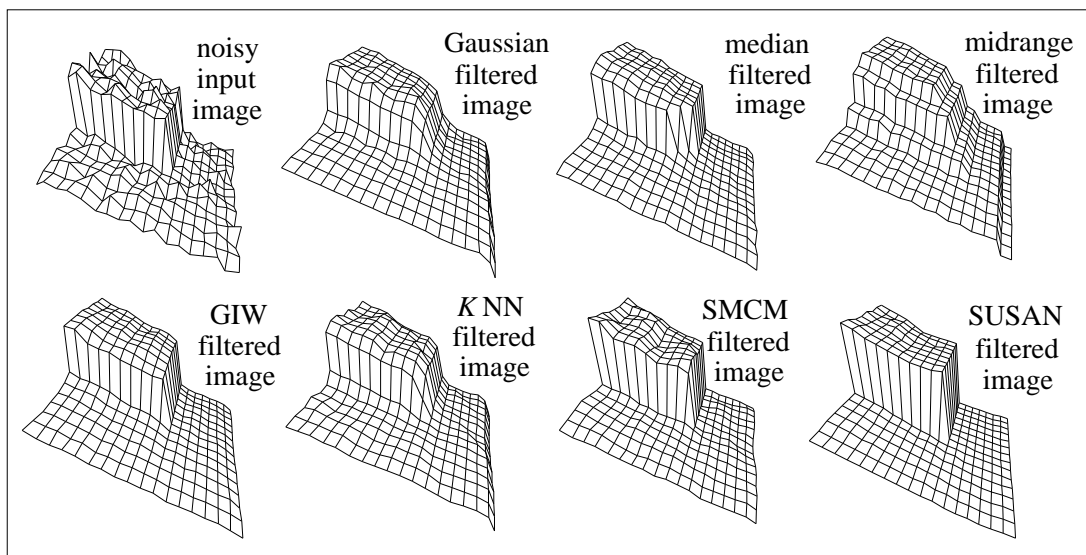 noisy
input
image
Gaussian
filtered
image
median
filtered
image
midrange
filtered
image
GIW
filtered
image
K NN
filtered
image
SMCM
filtered
image
SUSAN
filtered
image